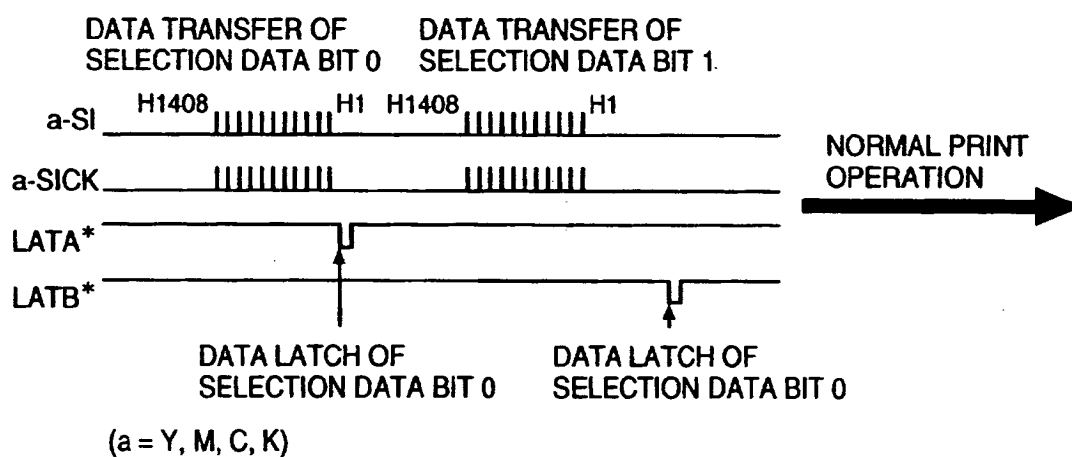 DATA TRANSFER OF
SELECTION DATA BIT 0
DATA TRANSFER OF
SELECTION DATA BIT 1
H1408
H1
H1408
H1
a-SI
a-SICK
LATA*
LATB*
NORMAL PRINT
OPERATION
DATA LATCH OF
SELECTION DATA BIT 0
DATA LATCH OF
SELECTION DATA BIT 0
(a = Y, M, C, K)